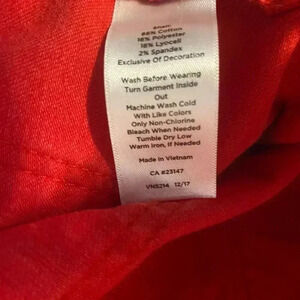 Shell:
66% Cotton
16% Polyester
16% Lyocell
2% Spandex
Exclusive Of Decoration
Wash Before Wearing
Turn Garment Inside
Out
Machine Wash Cold
With Like Colors
Only Non-Chlorine
Bleach When Needed
Tumble Dry Low
Warm Iron, If Needed
Made in Vietnam
CA #23147
VN5214 12/17